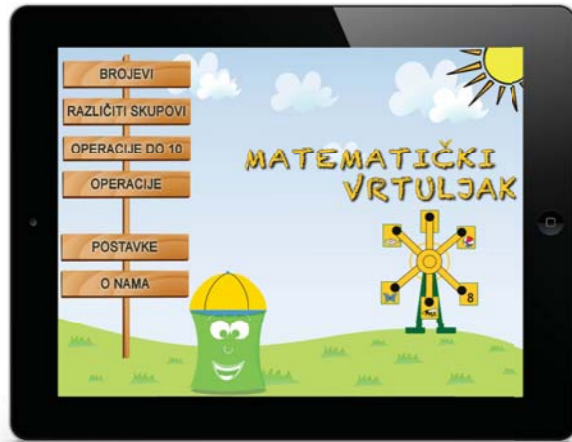 BROJEVI
RAZLIČITI SKUPOVI
OPERACIJE DO 10
OPERACIJE
POSTAVKE
O NAMA
MATEMATIČKI
VRTULJAK
8